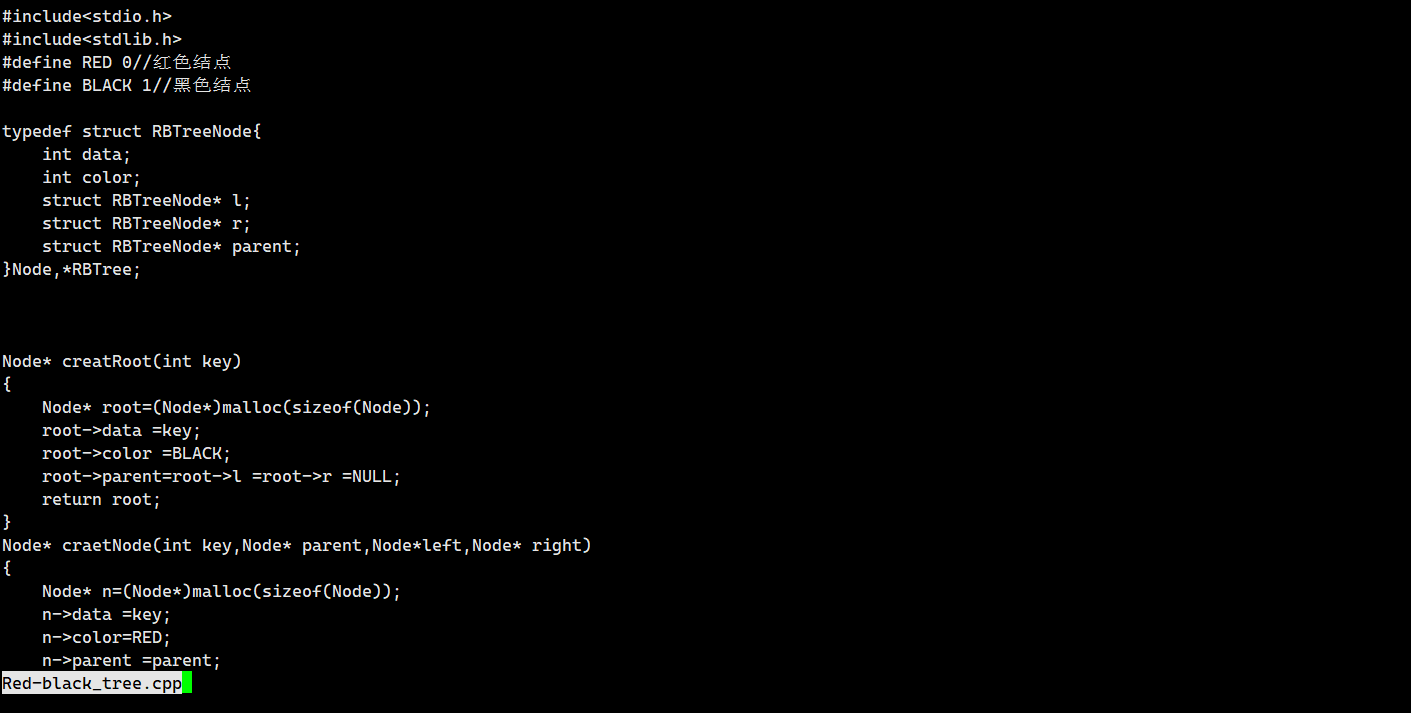 #include<stdio.h>
#include<stdlib.h>
#define RED 0//红色结点
#define BLACK 1//黑色结点
typedef struct RBTreeNode{
    int data;
    int color;
    struct RBTreeNode* l;
    struct RBTreeNode* r;
    struct RBTreeNode* parent;
}Node,*RBTree;
Node* creatRoot(int key)
{
    Node* root=(Node*)malloc(sizeof(Node));
    root->data =key;
    root->color =BLACK;
    root->parent=root->l =root->r =NULL;
    return root;
}
Node* craetNode(int key,Node* parent,Node*left,Node* right)
{
    Node* n=(Node*)malloc(sizeof(Node));
    n->data =key;
    n->color=RED;
    n->parent =parent;
Red-black_tree.cpp